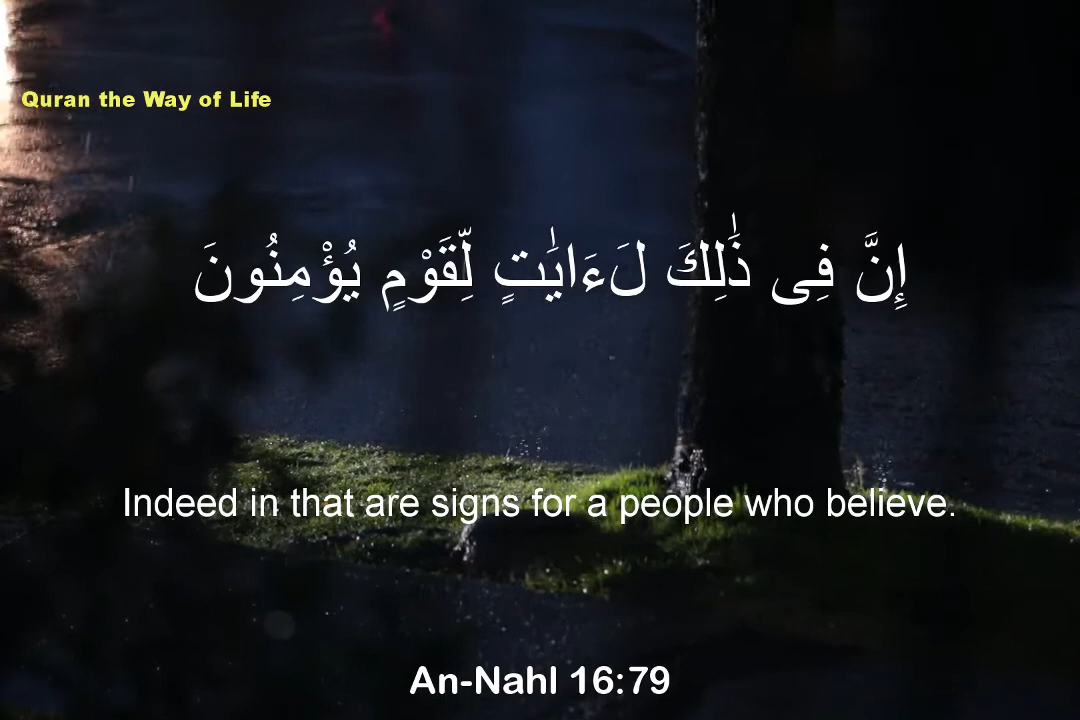 Quran the Way of Life
إِنَّ فِى ذَٰلِكَ لَـَٔايَٰتٍ لِّقَوْمٍ يُؤْمِنُونَ
Indeed in that are signs for a people who believe.
An-Nahl 16:79